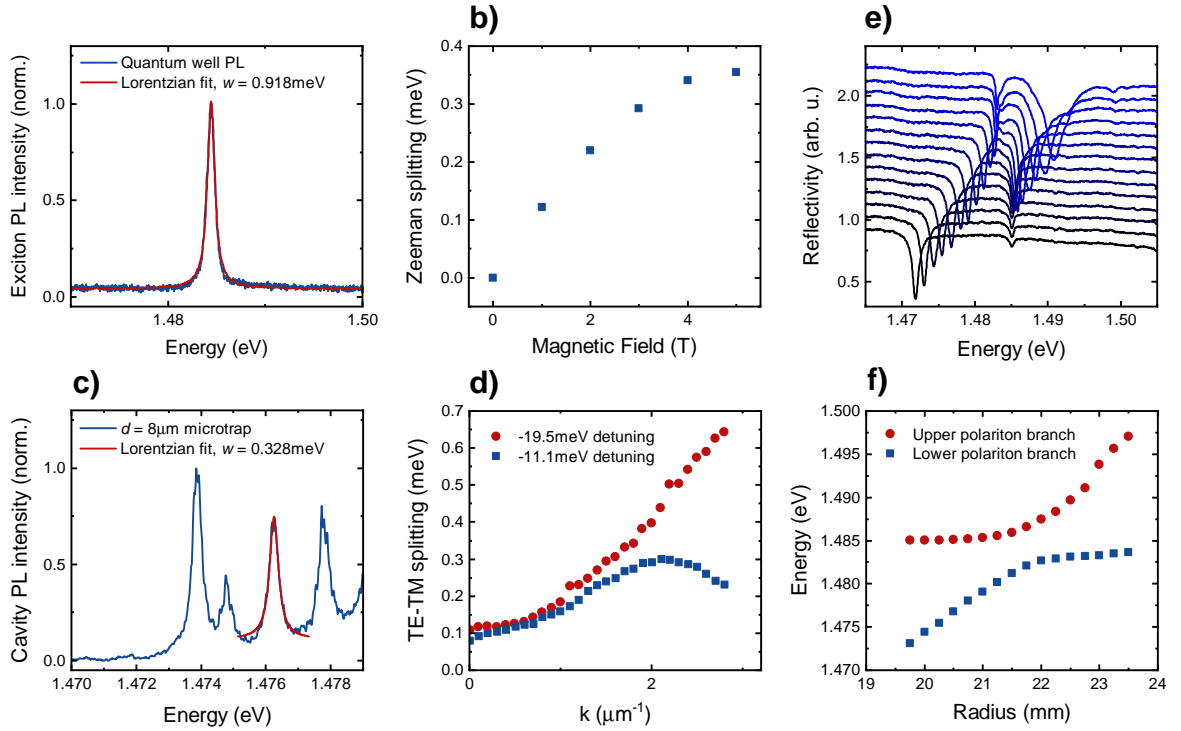 b)
e)
Quantum well PL
Lorentzian fit, w = 0.918meV
Exciton PL intensity (norm.)
1.0
0.5
0.0
1.48
1.50
Energy (eV)
Zeeman splitting (meV)
0.4
0.3
0.2
0.1
0.0
0
2
4
Magnetic Field (T)
Reflectivity (arb. u.)
2.0
1.5
1.0
0.5
1.47
1.48
1.49
1.50
Energy (eV)
c)
d)
f)
d = 8μm microtrap
Lorentzian fit, w = 0.328meV
Cavity PL intensity (norm.)
1.0
0.5
0.0
1.470
1.472
1.474
1.476
1.478
Energy (eV)
-19.5meV detuning
-11.1meV detuning
TE-TM splitting (meV)
0.7
0.6
0.5
0.4
0.3
0.2
0.1
0.0
0
2
k (μm⁻¹)
Upper polariton branch
Lower polariton branch
Energy (eV)
1.500
1.495
1.490
1.485
1.480
1.475
1.470
19
20
21
22
23
24
Radius (mm)